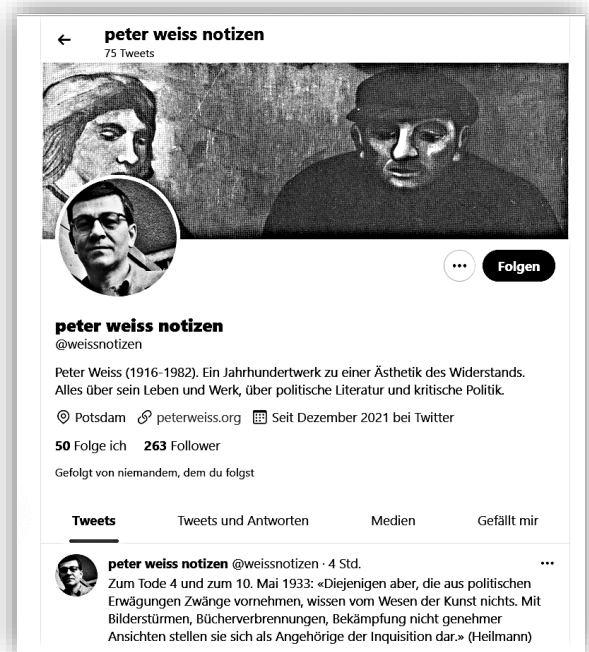 peter weiss notizen
75 Tweets
Folgen
peter weiss notizen
@weissnotizen
Peter Weiss (1916-1982). Ein Jahrhundertwerk zu einer Ästhetik des Widerstands.
Alles über sein Leben und Werk, über politische Literatur und kritische Politik.
Potsdam peterweiss.org Seit Dezember 2021 bei Twitter
50 Folge ich 263 Follower
Gefolgt von niemandem, dem du folgst
Tweets Tweets und Antworten Medien Gefällt mir
peter weiss notizen @weissnotizen · 4 Std.
Zum Tode 4 und zum 10. Mai 1933: «Diejenigen aber, die aus politischen
Erwägungen Zwänge vornehmen, wissen vom Wesen der Kunst nichts. Mit
Bilderstürmen, Bücherverbrennungen, Bekämpfung nicht genehmer
Ansichten stellen sie sich als Angehörige der Inquisition dar.» (Heilmann)